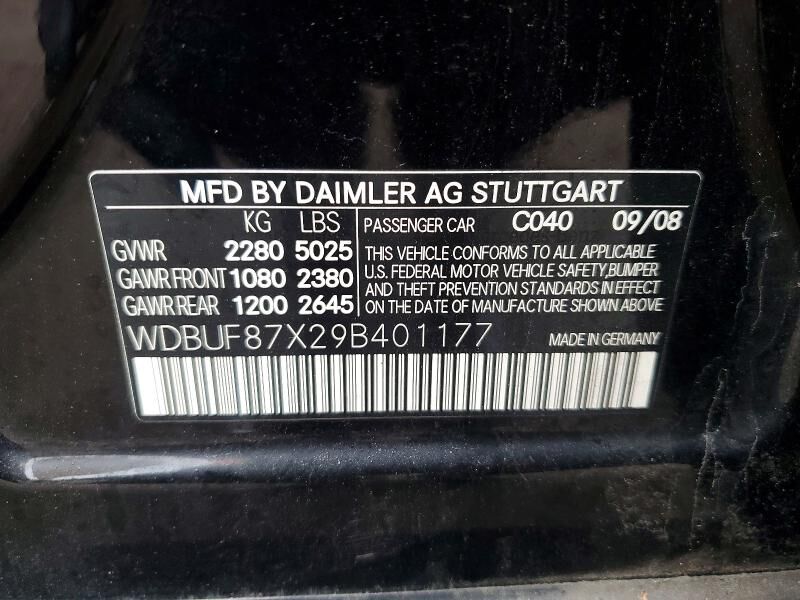 MFD BY DAIMLER AG STUTTGART
KG LBS
GVWR 2280 5025
GAWR FRONT 1080 2380
GAWR REAR 1200 2645
PASSENGER CAR C040 09/08
THIS VEHICLE CONFORMS TO ALL APPLICABLE
U.S. FEDERAL MOTOR VEHICLE SAFETY, BUMPER
AND THEFT PREVENTION STANDARDS IN EFFECT
ON THE DATE OF MANUFACTURE SHOWN ABOVE
WDBUF87X29B401177
MADE IN GERMANY